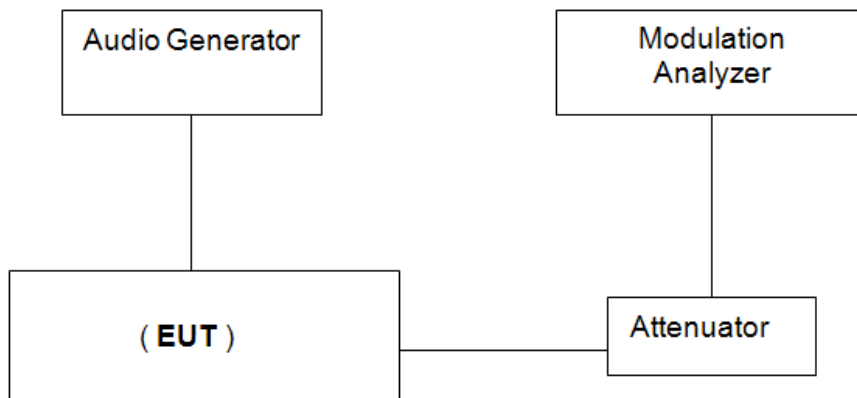 Audio Generator
Modulation
Analyzer
( EUT )
Attenuator